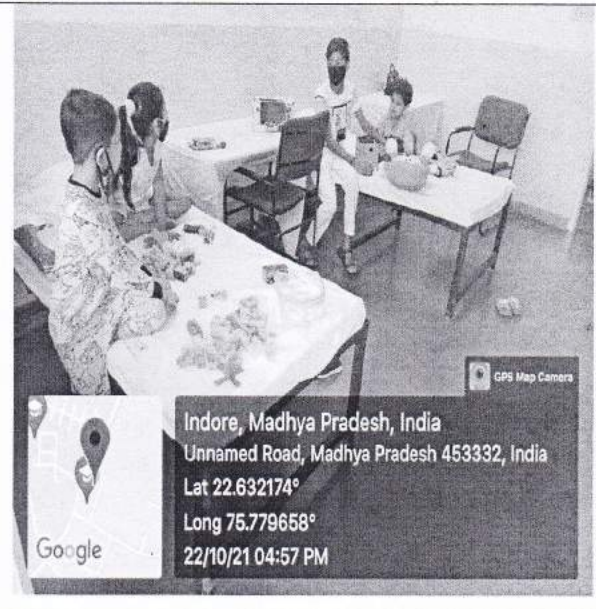 GPS Map Camera
Indore, Madhya Pradesh, India
Unnamed Road, Madhya Pradesh 453332, India
Lat 22.632174°
Long 75.779658°
22/10/21 04:57 PM
Google